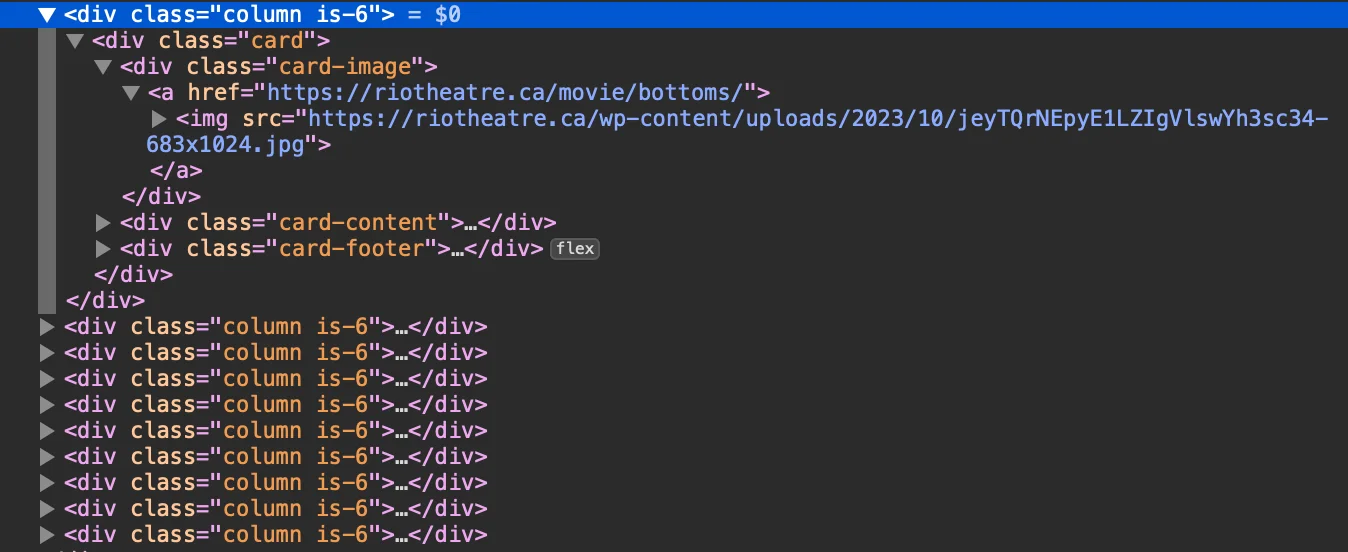 ▼<div class="column is-6"> = $0
▼<div class="card">
▼<div class="card-image">
▼<a href="https://riotheatre.ca/movie/bottoms/">
▶<img src="https://riotheatre.ca/wp-content/uploads/2023/10/jeyTQrNEpyE1LZIgVlswYh3sc34-
683x1024.jpg">
</a>
</div>
▶<div class="card-content">…</div>
▶<div class="card-footer">…</div> flex
</div>
</div>
▶<div class="column is-6">…</div>
▶<div class="column is-6">…</div>
▶<div class="column is-6">…</div>
▶<div class="column is-6">…</div>
▶<div class="column is-6">…</div>
▶<div class="column is-6">…</div>
▶<div class="column is-6">…</div>
▶<div class="column is-6">…</div>
▶<div class="column is-6">…</div>